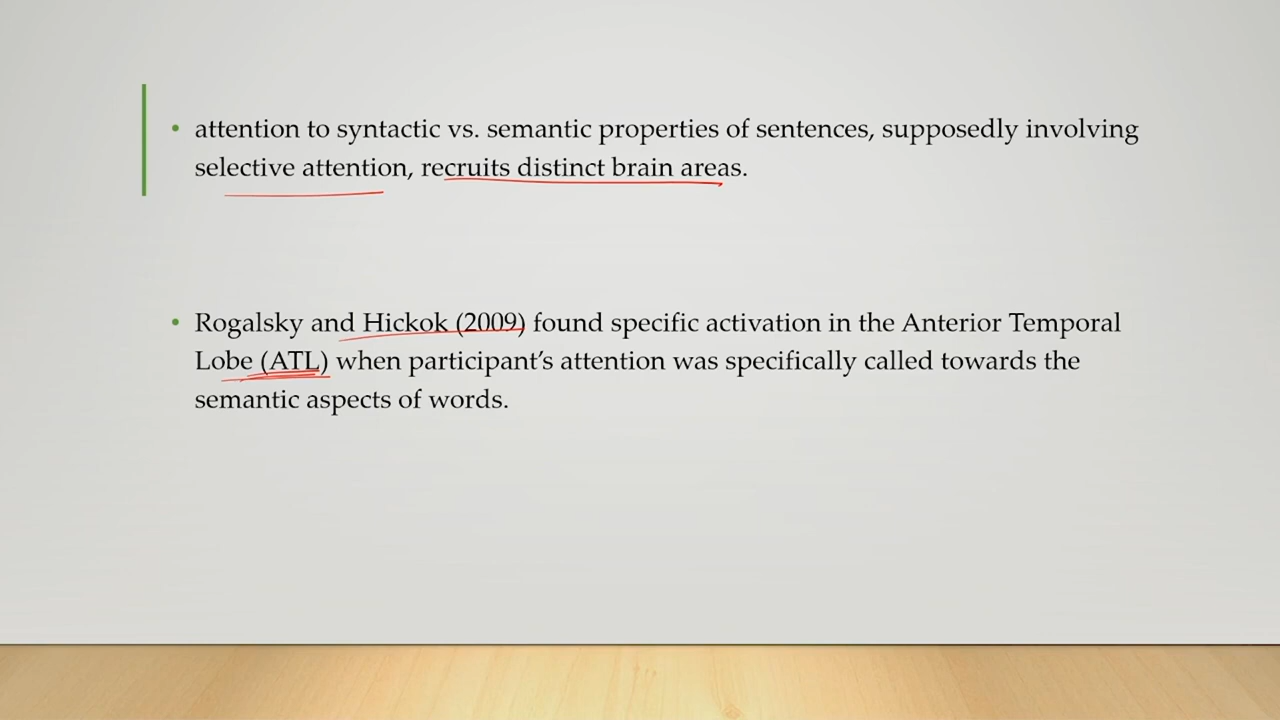 • attention to syntactic vs. semantic properties of sentences, supposedly involving
selective attention, recruits distinct brain areas.
• Rogalsky and Hickok (2009) found specific activation in the Anterior Temporal
Lobe (ATL) when participant’s attention was specifically called towards the
semantic aspects of words.